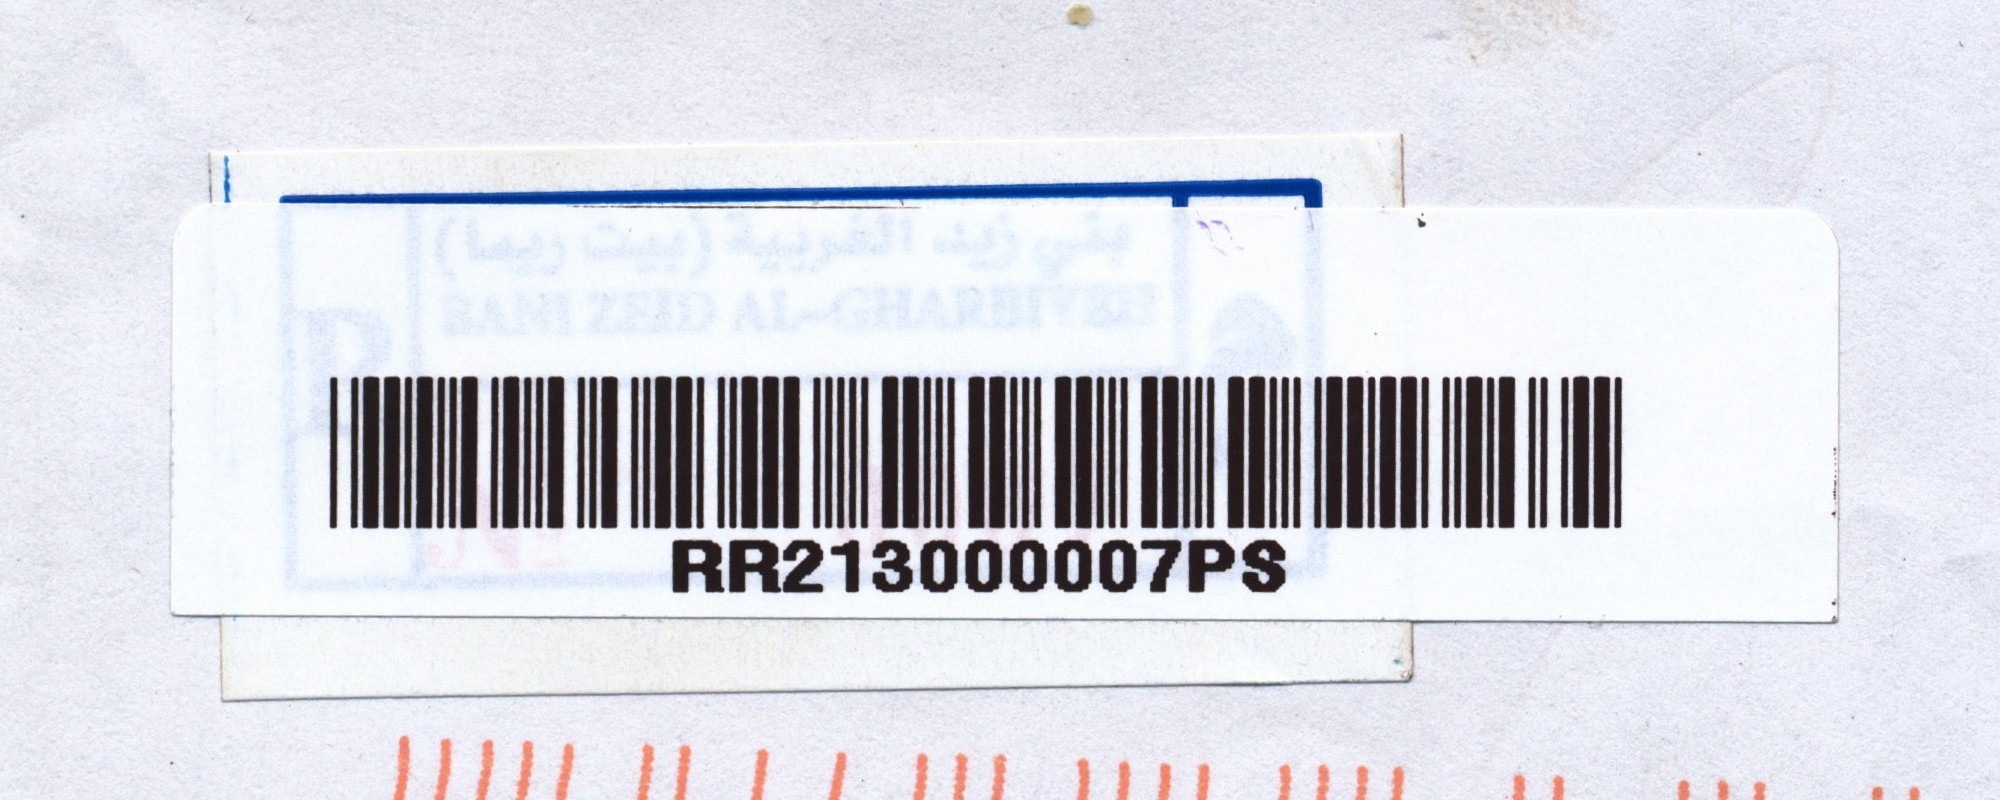 بني زيد الغربية (بيت ريما)
BANI ZEID AL-GHARBIYEH
R
RR213000007PS